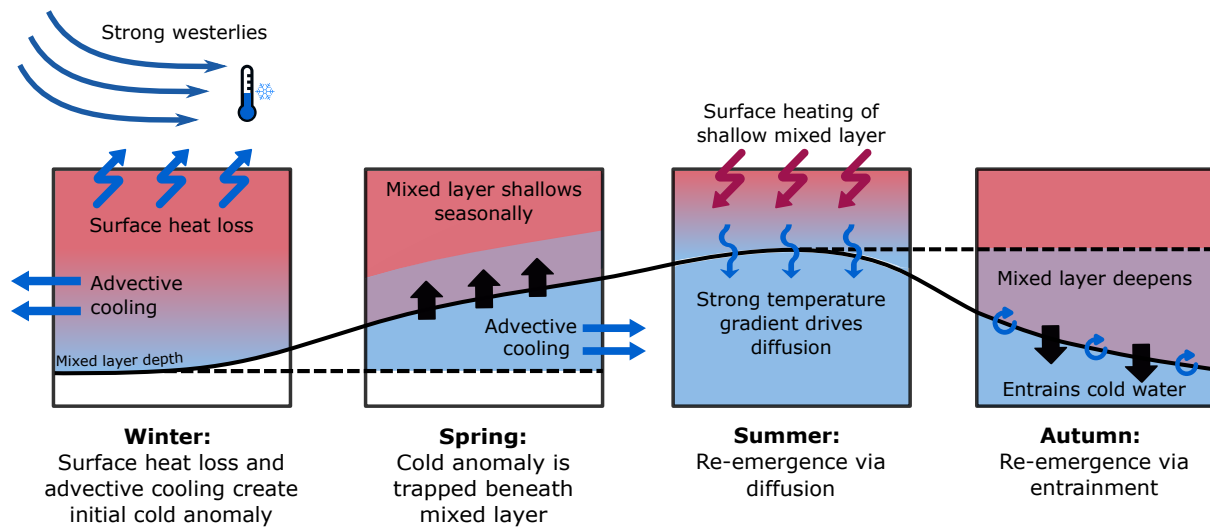 Strong westerlies
Surface heat loss
Advective
cooling
Mixed layer depth
Winter:
Surface heat loss and
advective cooling create
initial cold anomaly
Mixed layer shallows
seasonally
Advective
cooling
Spring:
Cold anomaly is
trapped beneath
mixed layer
Surface heating of
shallow mixed layer
Strong temperature
gradient drives
diffusion
Summer:
Re-emergence via
diffusion
Mixed layer deepens
Entrains cold water
Autumn:
Re-emergence via
entrainment